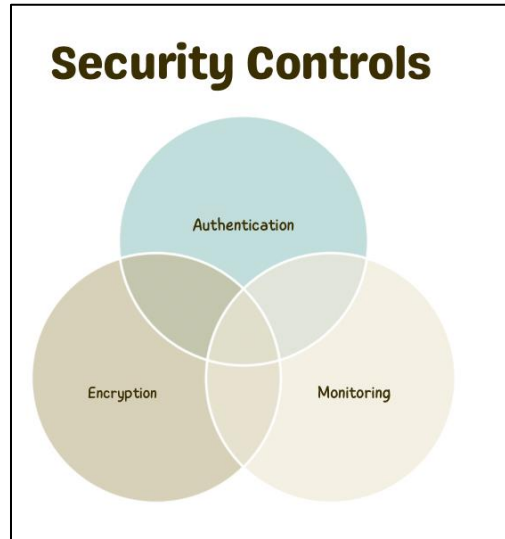 Security Controls
Authentication
Encryption
Monitoring